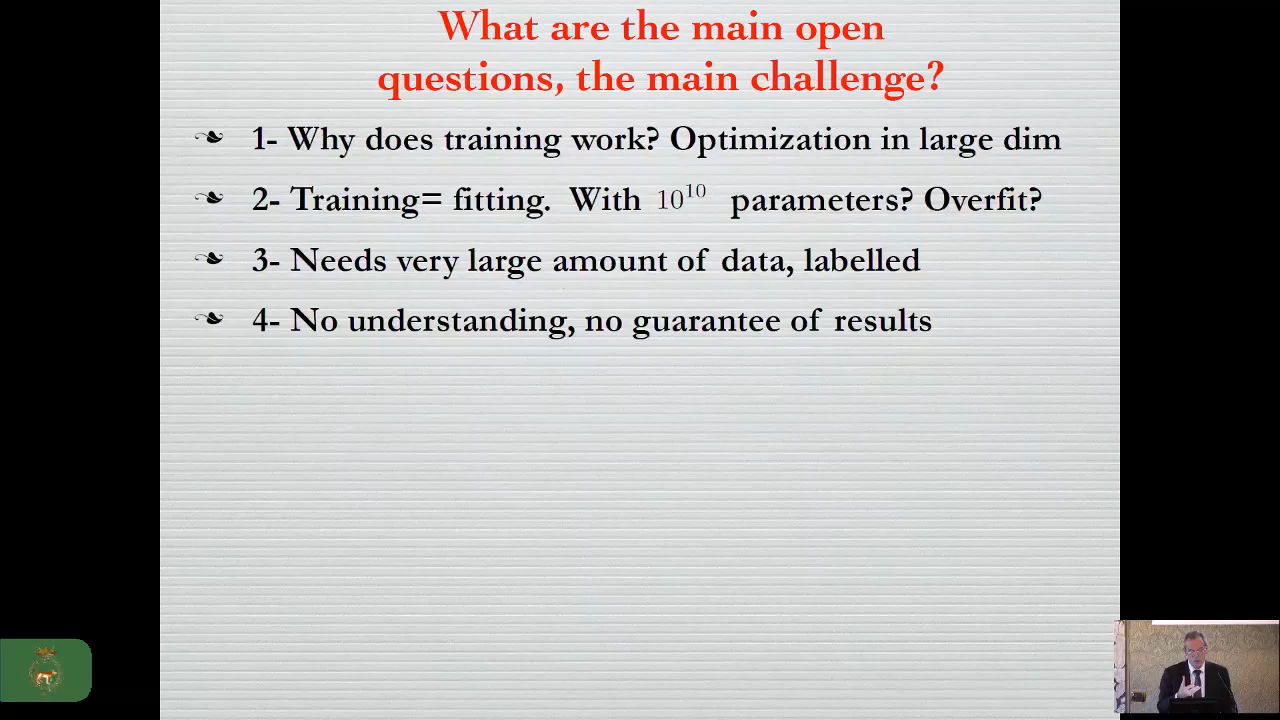 What are the main open
questions, the main challenge?
1- Why does training work? Optimization in large dim
2- Training= fitting. With 10¹⁰ parameters? Overfit?
3- Needs very large amount of data, labelled
4- No understanding, no guarantee of results